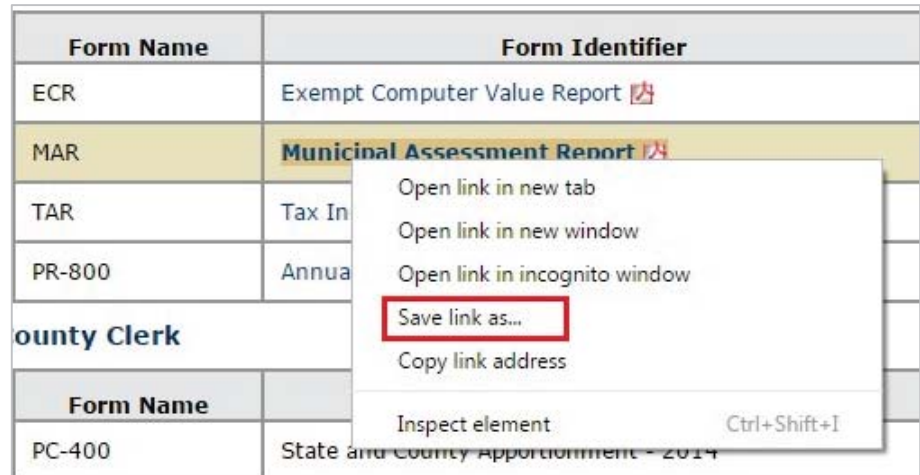 Form Name Form Identifier
ECR Exempt Computer Value Report
MAR Municipal Assessment Report
TAR Tax In
PR-800 Annua
Open link in new tab
Open link in new window
Open link in incognito window
Save link as...
Copy link address
Inspect element Ctrl+Shift+I
ounty Clerk
Form Name
PC-400 State and County Apportionment - 2014